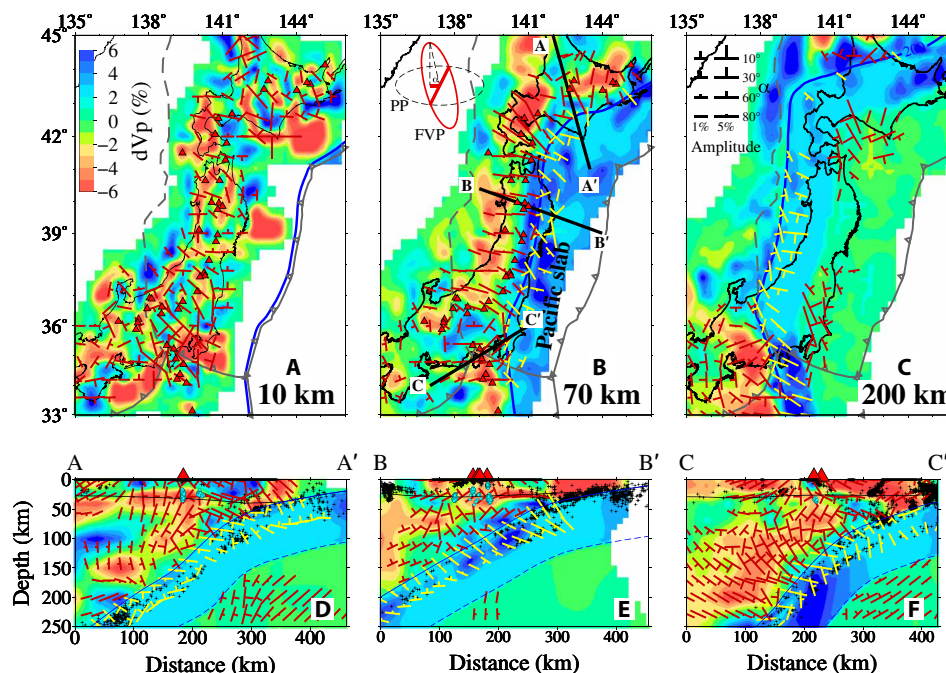 135° 138° 141° 144°
135° 138° 141° 144°
135° 138° 141° 144°
45°
42°
39°
36°
33°
6
4
2
0
-2
-4
-6
dVp (%)
A
10 km
α
PP
FVP
A
A′
B
B′
Pacific slab
C′
C
B
70 km
10°
30°
60°
80°
α
1% 5%
Amplitude
C
200 km
A A′
B B′
C C′
Depth (km)
0
50
100
150
200
250
D
E
F
0 100 200 300 400
0 100 200 300 400
0 100 200 300 400
Distance (km)
Distance (km)
Distance (km)